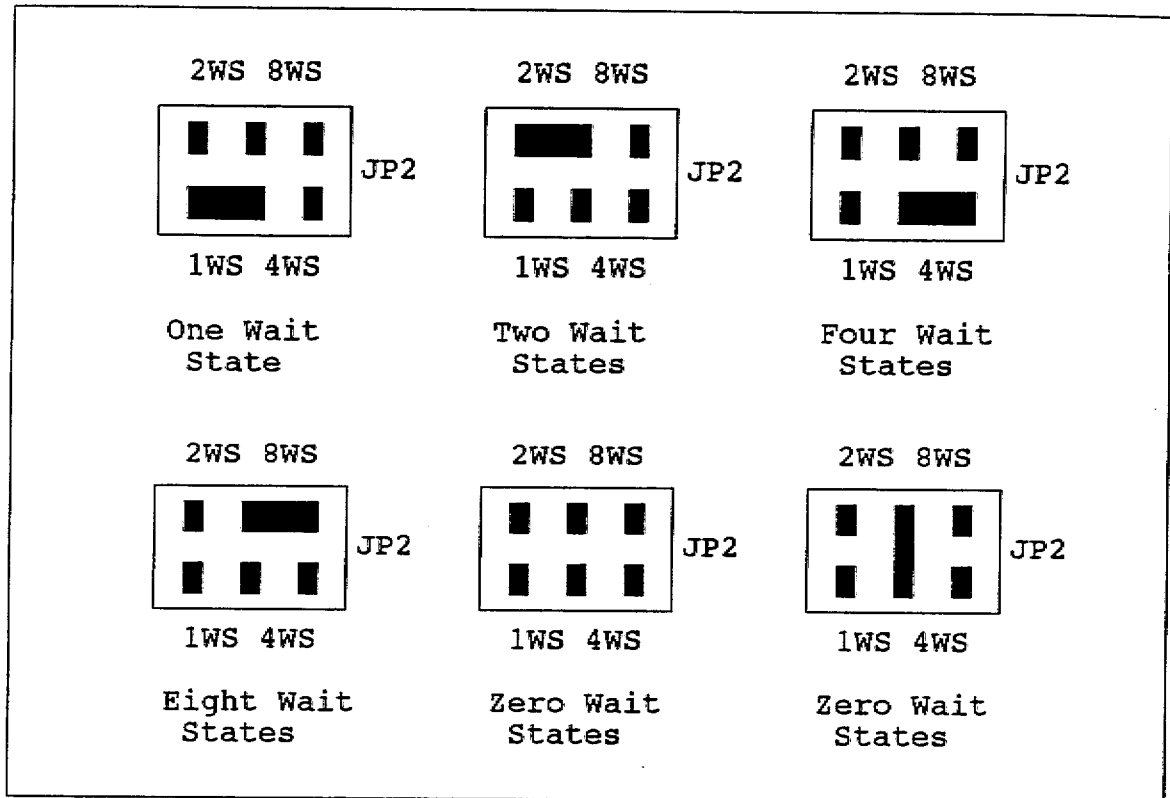 2WS 8WS
JP2
1WS 4WS
One Wait
State
2WS 8WS
JP2
1WS 4WS
Two Wait
States
2WS 8WS
JP2
1WS 4WS
Four Wait
States
2WS 8WS
JP2
1WS 4WS
Eight Wait
States
2WS 8WS
JP2
1WS 4WS
Zero Wait
States
2WS 8WS
JP2
1WS 4WS
Zero Wait
States